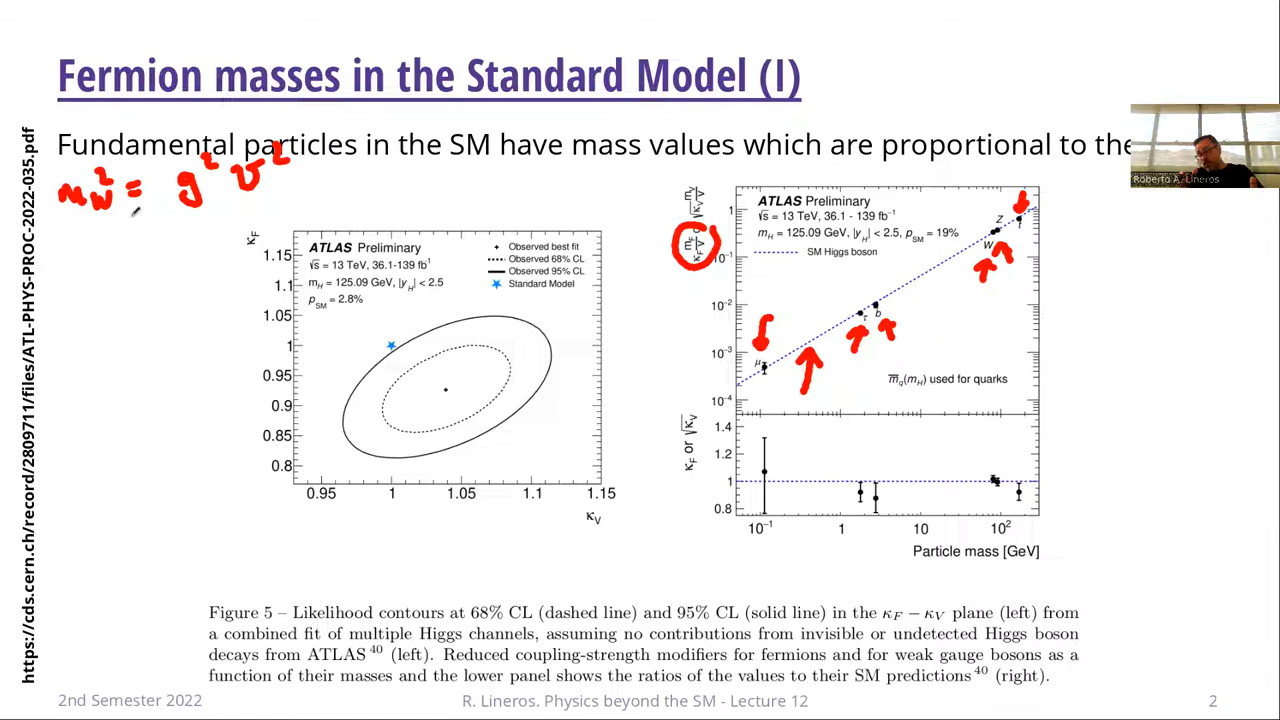 Fermion masses in the Standard Model (I)
Fundamental particles in the SM have mass values which are proportional to the
Roberto A. Lineros
m_W^2 = g^2 v^2
https://cds.cern.ch/record/2809711/files/ATL-PHYS-PROC-2022-035.pdf
κ_F
ATLAS Preliminary
√s = 13 TeV, 36.1-139 fb⁻¹
m_H = 125.09 GeV, |y_H| < 2.5
p_SM = 2.8%
Observed best fit
Observed 68% CL
Observed 95% CL
Standard Model
1.15
1.1
1.05
1
0.95
0.9
0.85
0.8
0.95 1 1.05 1.1 1.15
κ_V
ATLAS Preliminary
√s = 13 TeV, 36.1 - 139 fb⁻¹
m_H = 125.09 GeV, |y_H| < 2.5, p_SM = 19%
SM Higgs boson
1
10⁻¹
10⁻²
10⁻³
10⁻⁴
μ
τ
b
W
Z
t
m̅_q(m_H) used for quarks
κ_F or √κ_V
1.4
1.2
1
0.8
10⁻¹ 1 10 10²
Particle mass [GeV]
Figure 5 – Likelihood contours at 68% CL (dashed line) and 95% CL (solid line) in the κ_F − κ_V plane (left) from
a combined fit of multiple Higgs channels, assuming no contributions from invisible or undetected Higgs boson
decays from ATLAS ⁴⁰ (left). Reduced coupling-strength modifiers for fermions and for weak gauge bosons as a
function of their masses and the lower panel shows the ratios of the values to their SM predictions ⁴⁰ (right).
2nd Semester 2022
R. Lineros. Physics beyond the SM - Lecture 12
2